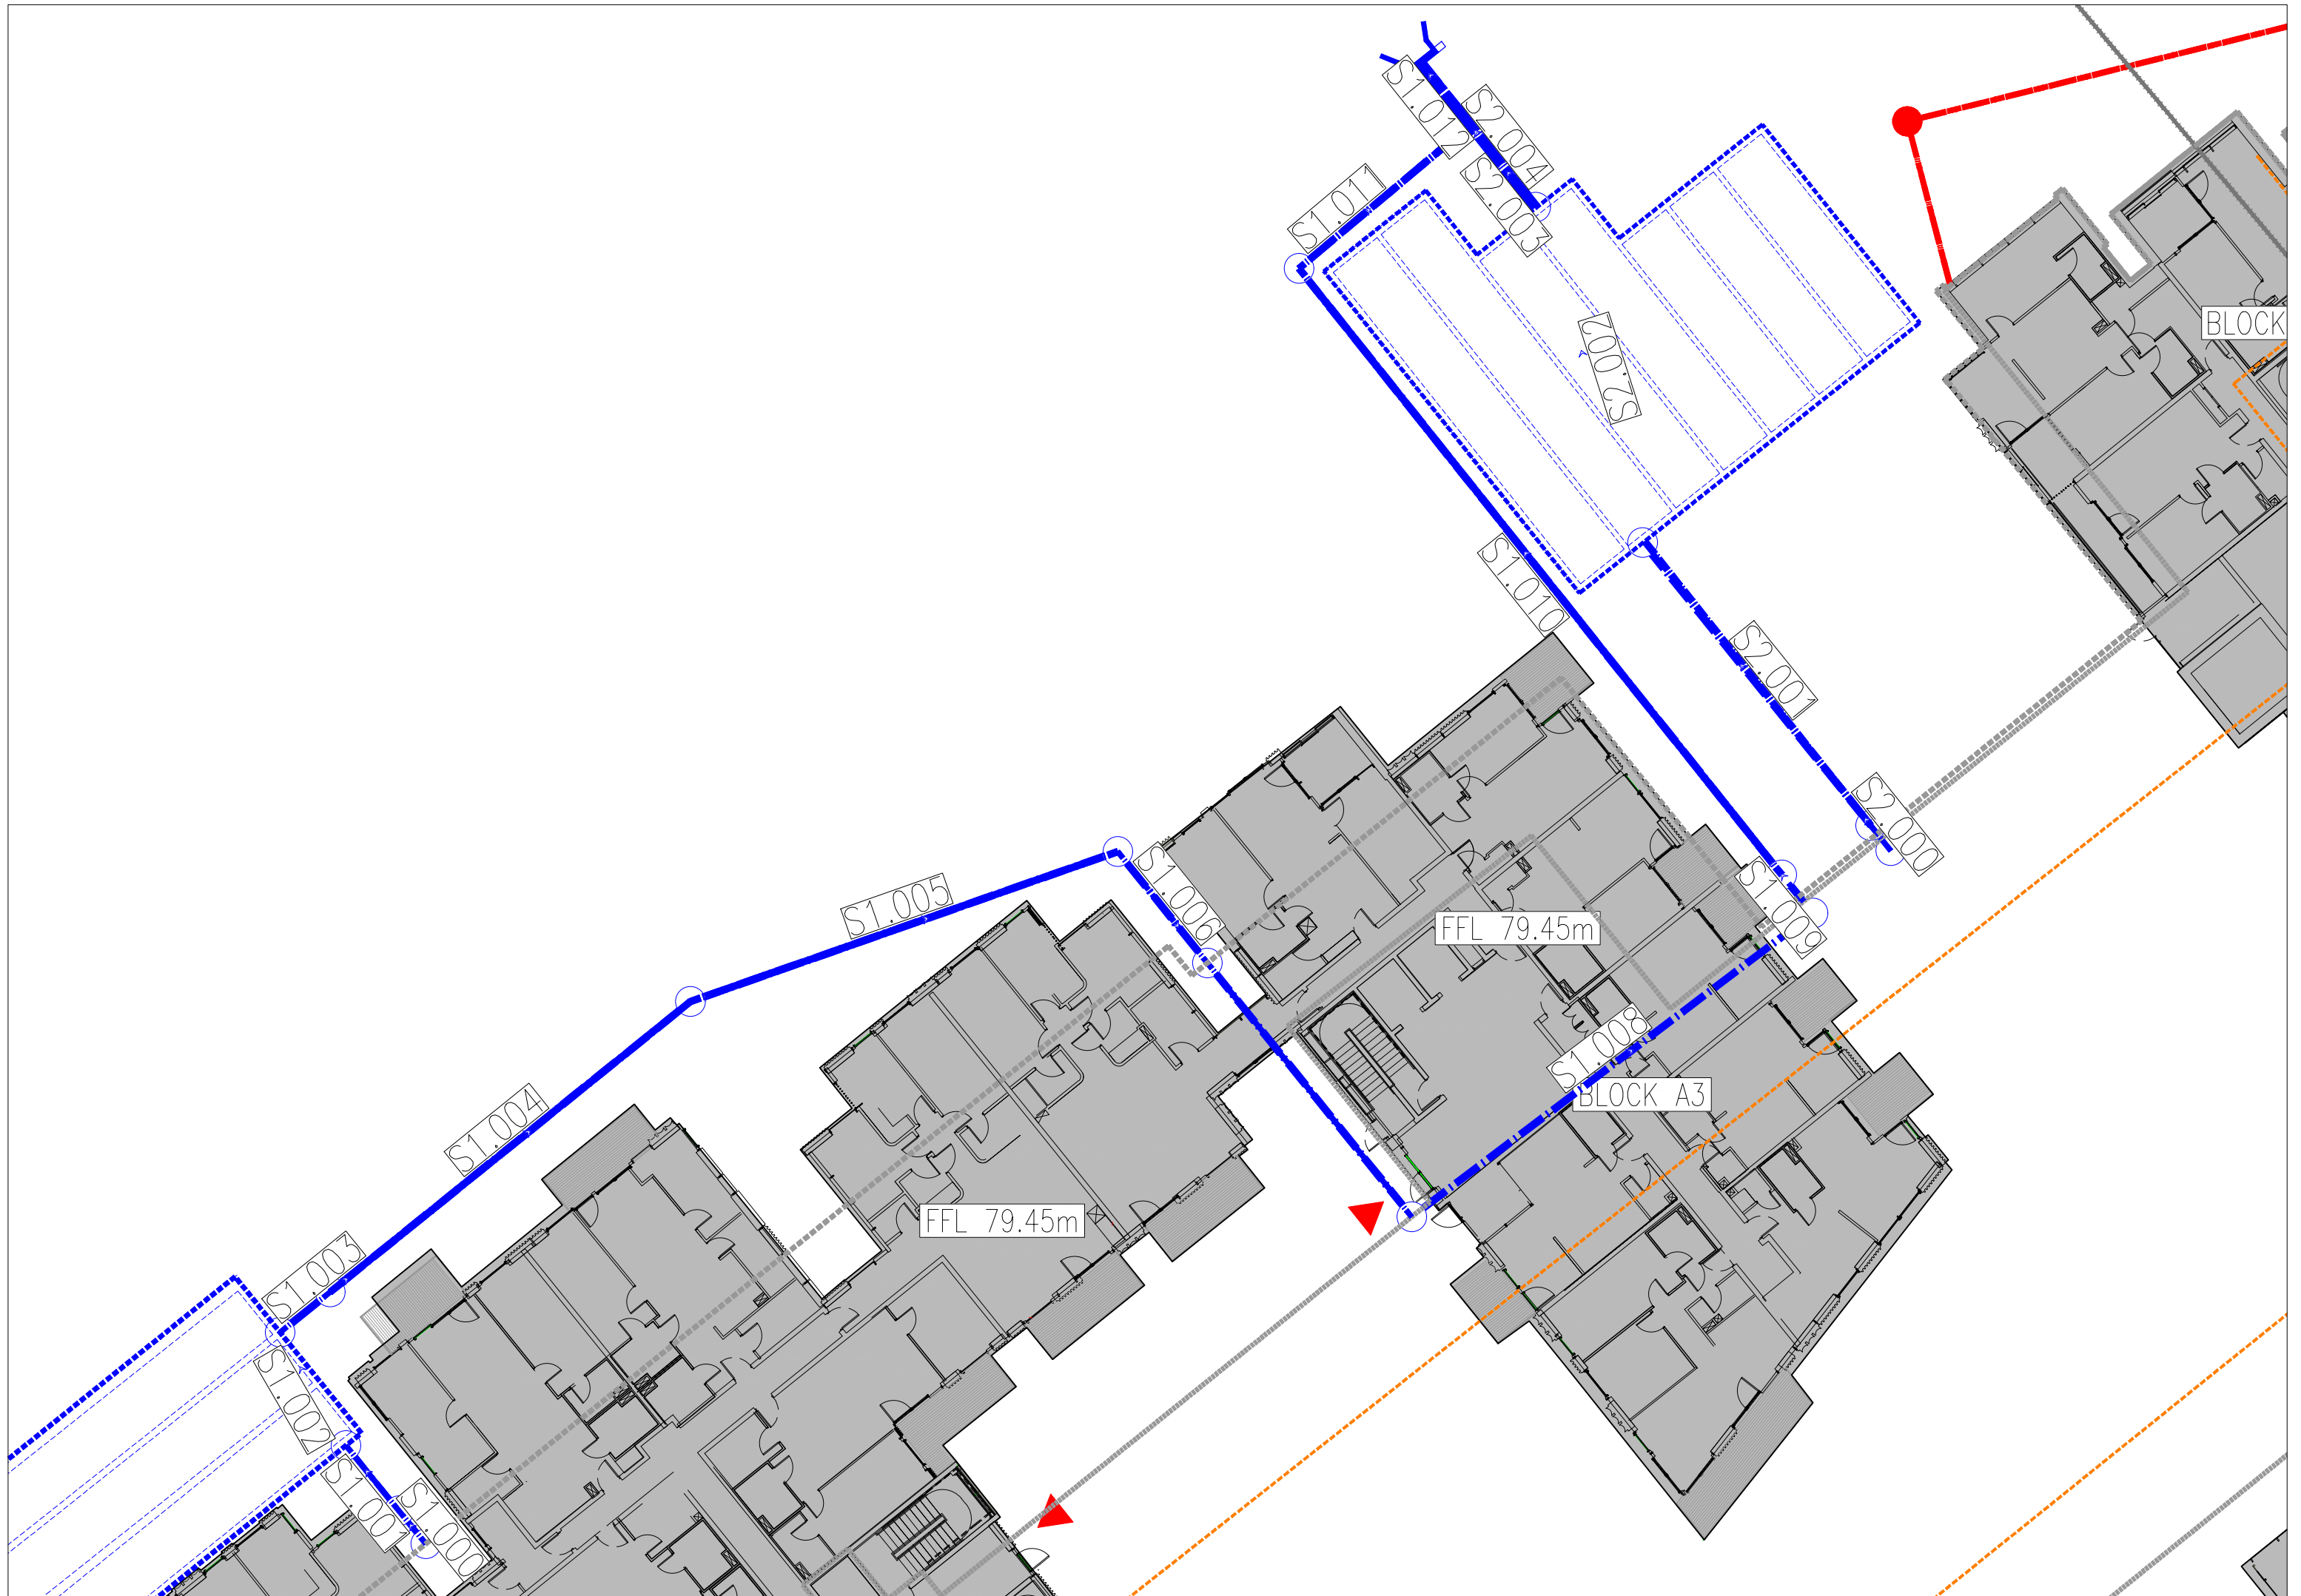 S1.012
S2.004
S2.003
S1.011
BLOCK
S2.002
S1.010
S2.001
S2.000
S1.009
S1.006
S1.005
FFL 79.45m
S1.008
BLOCK A3
S1.004
FFL 79.45m
S1.003
S1.002
S1.001
S1.000